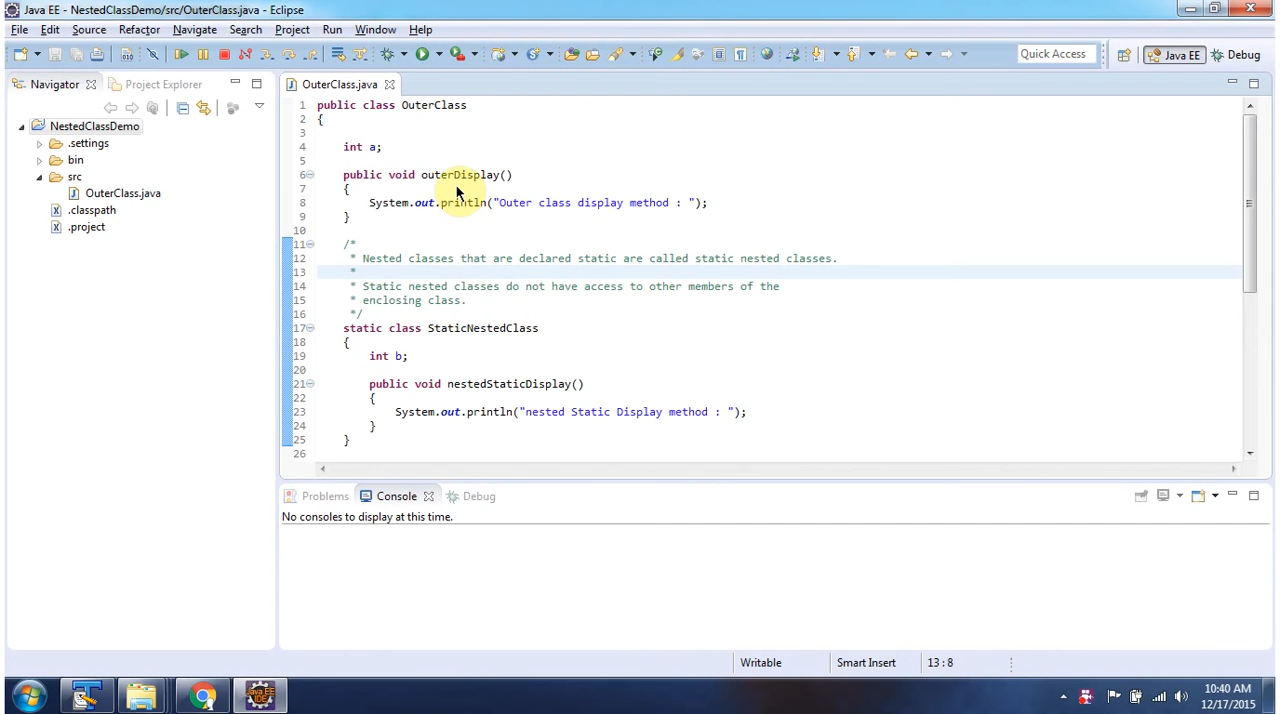 Java EE - NestedClassDemo/src/OuterClass.java - Eclipse
File Edit Source Refactor Navigate Search Project Run Window Help
Quick Access
Java EE
Debug
Navigator
Project Explorer
NestedClassDemo
.settings
bin
src
OuterClass.java
.classpath
.project
OuterClass.java
1 public class OuterClass
2 {
3
4 int a;
5
6 public void outerDisplay()
7 {
8 System.out.println("Outer class display method : ");
9 }
10
11 /*
12 * Nested classes that are declared static are called static nested classes.
13 *
14 * Static nested classes do not have access to other members of the
15 * enclosing class.
16 */
17 static class StaticNestedClass
18 {
19 int b;
20
21 public void nestedStaticDisplay()
22 {
23 System.out.println("nested Static Display method : ");
24 }
25 }
26
Problems Console Debug
No consoles to display at this time.
Writable Smart Insert 13 : 8
Java EE
IDE
10:40 AM
12/17/2015